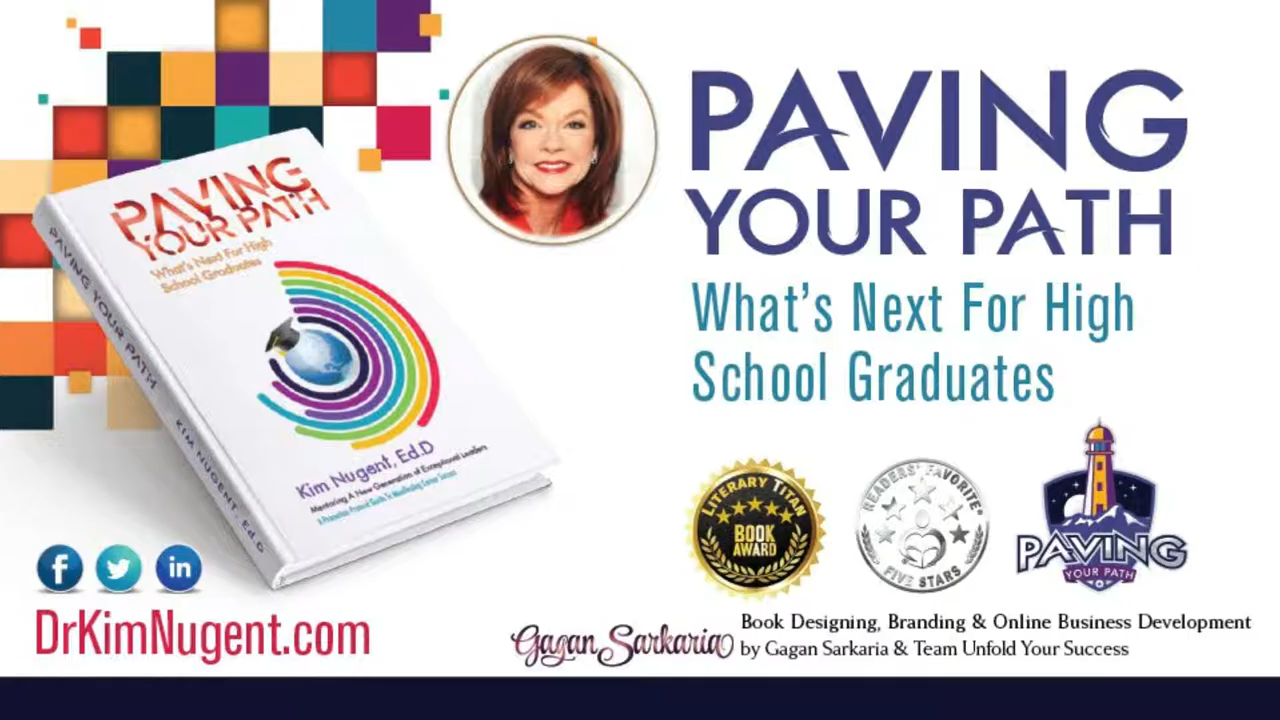 PAVING
YOUR PATH
What's Next For High
School Graduates
PAVING YOUR PATH
KIM NUGENT, Ed.D
Kim Nugent, Ed.D
Mentoring A New Generation of Exceptional Leaders
PAVING
YOUR PATH
What's Next For High
School Graduates
LITERARY TITAN
BOOK
AWARD
READERS' FAVORITE
FIVE STARS
PAVING
YOUR PATH
f
in
DrKimNugent.com
Gagan Sarkaria
Book Designing, Branding & Online Business Development
by Gagan Sarkaria & Team Unfold Your Success